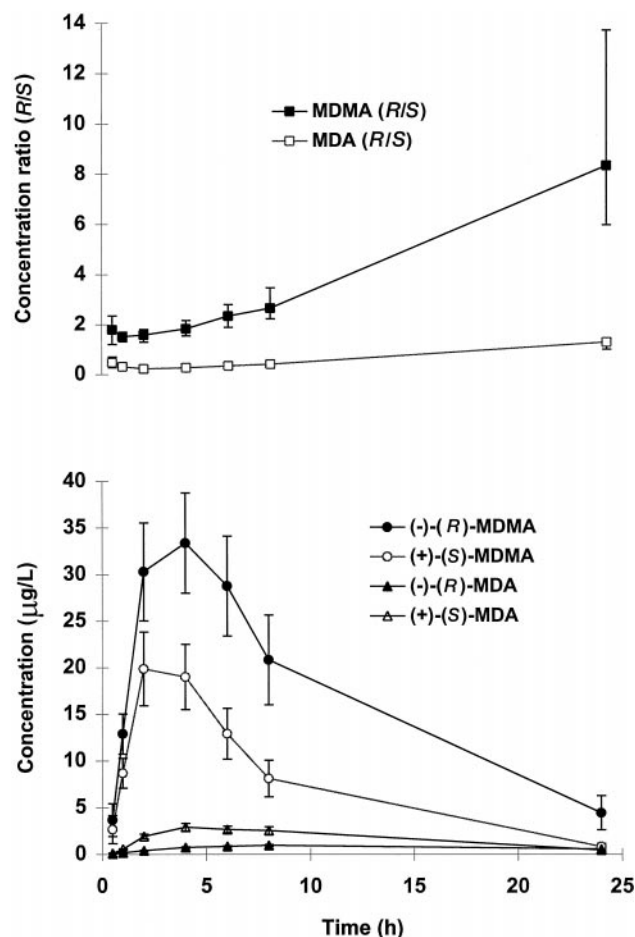 14
12
10
8
6
4
2
0
Concentration ratio (R/S)
MDMA (R/S)
MDA (R/S)
40
35
30
25
20
15
10
5
0
Concentration (µg/L)
(-)-(R)-MDMA
(+)-(S)-MDMA
(-)-(R)-MDA
(+)-(S)-MDA
0 5 10 15 20 25
Time (h)